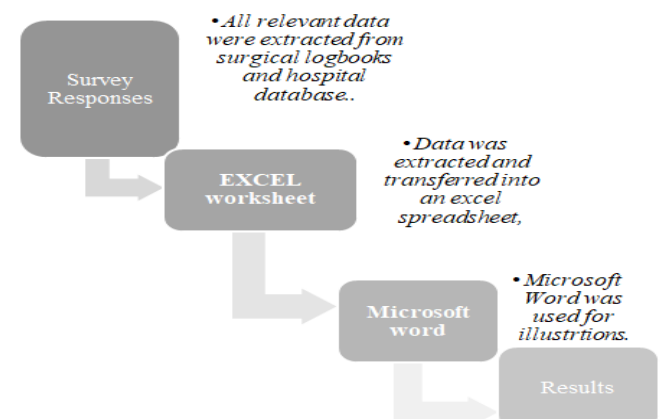 Survey
Responses
• All relevant data
were extracted from
surgical logbooks
and hospital
database..
EXCEL
worksheet
• Data was
extracted and
transferred into
an excel
spreadsheet,
Microsoft
word
• Microsoft
Word was
used for
illustrtions.
Results